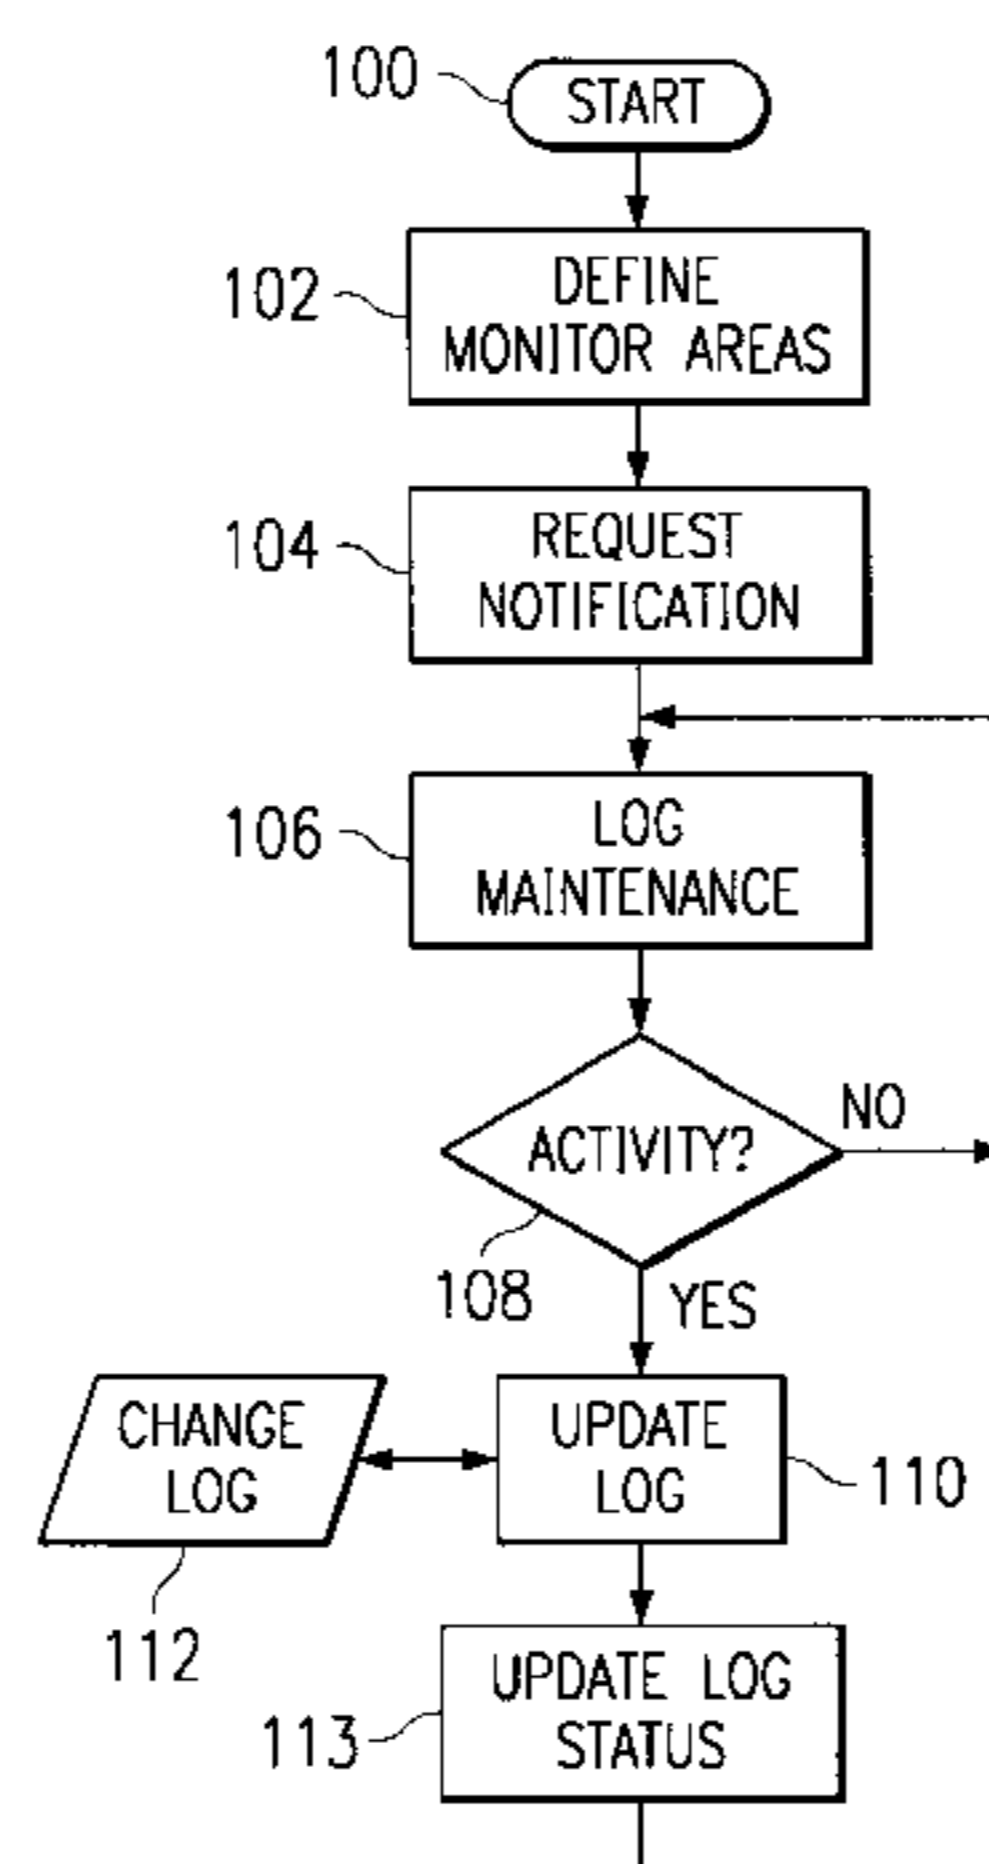 100
START
102
DEFINE
MONITOR AREAS
104
REQUEST
NOTIFICATION
106
LOG
MAINTENANCE
ACTIVITY?
NO
108
YES
CHANGE
LOG
UPDATE
LOG
110
112
UPDATE LOG
STATUS
113